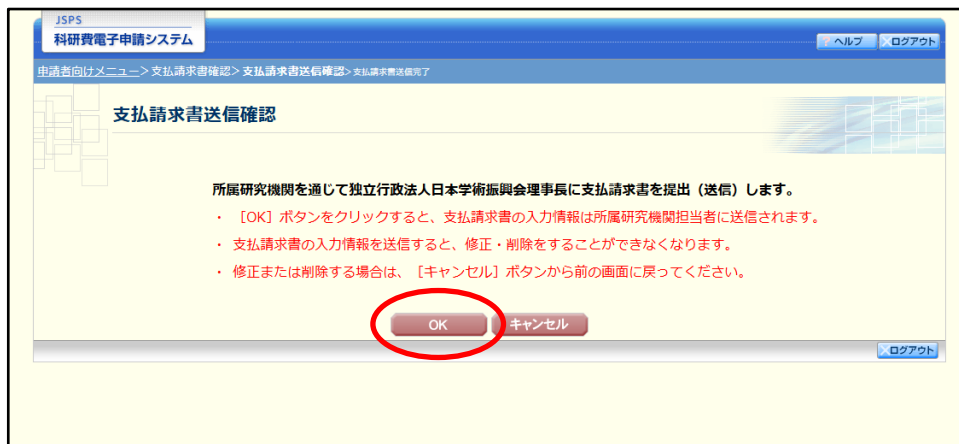 JSPS
科研費電子申請システム
ヘルプ ログアウト
申請者向けメニュー>支払請求書確認>支払請求書送信確認>支払請求書送信完了
支払請求書送信確認
所属研究機関を通じて独立行政法人日本学術振興会理事長に支払請求書を提出（送信）します。
・ ［OK］ボタンをクリックすると、支払請求書の入力情報は所属研究機関担当者に送信されます。
・ 支払請求書の入力情報を送信すると、修正・削除をすることができなくなります。
・ 修正または削除する場合は、［キャンセル］ボタンから前の画面に戻ってください。
OK キャンセル
ログアウト